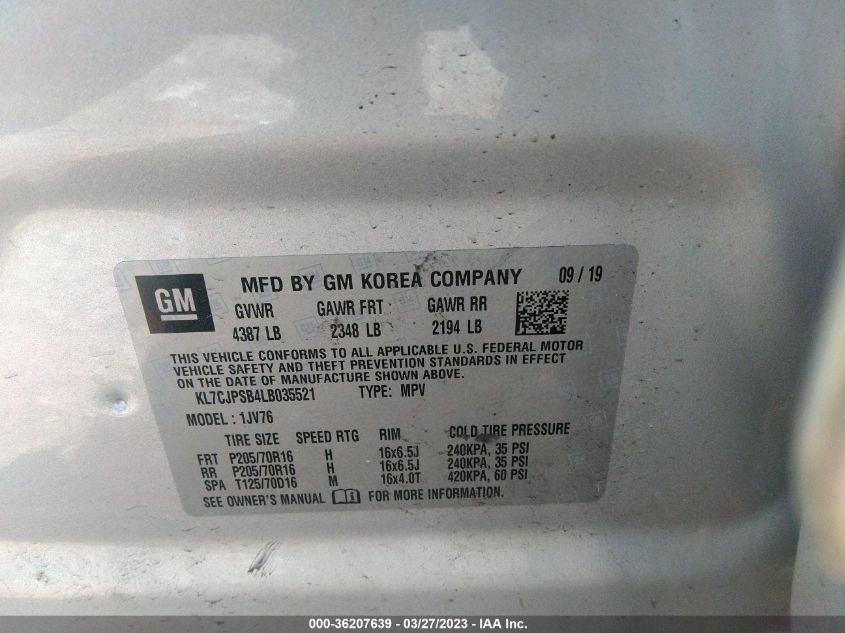 GM
MFD BY GM KOREA COMPANY 09 / 19
GVWR GAWR FRT GAWR RR
4387 LB 2348 LB 2194 LB
THIS VEHICLE CONFORMS TO ALL APPLICABLE U.S. FEDERAL MOTOR
VEHICLE SAFETY AND THEFT PREVENTION STANDARDS IN EFFECT
ON THE DATE OF MANUFACTURE SHOWN ABOVE.
KL7CJPSB4LB035521 TYPE: MPV
MODEL : 1JV76
TIRE SIZE SPEED RTG RIM COLD TIRE PRESSURE
FRT P205/70R16 H 16x6.5J 240KPA, 35 PSI
RR P205/70R16 H 16x6.5J 240KPA, 35 PSI
SPA T125/70D16 M 16x4.0T 420KPA, 60 PSI
SEE OWNER'S MANUAL FOR MORE INFORMATION.
000-36207639 - 03/27/2023 - IAA Inc.